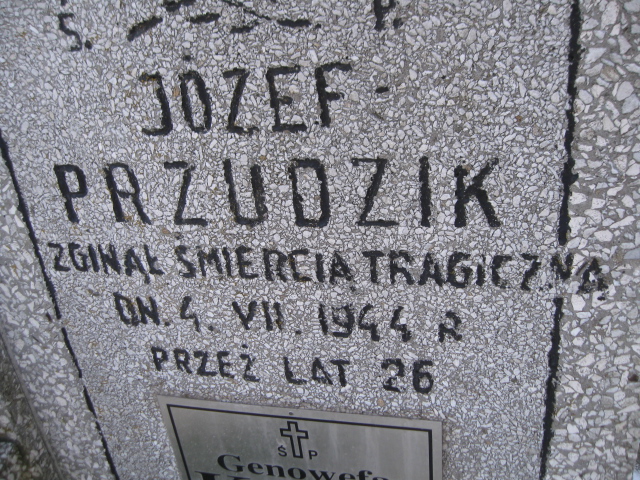 Ś. P.
JÓZEF
PRZUDZIK
ZGINĄŁ ŚMIERCIĄ TRAGICZNĄ
DN. 4. VII. 1944 R
PRZEŻ LAT 26
Ś P
Genowefa